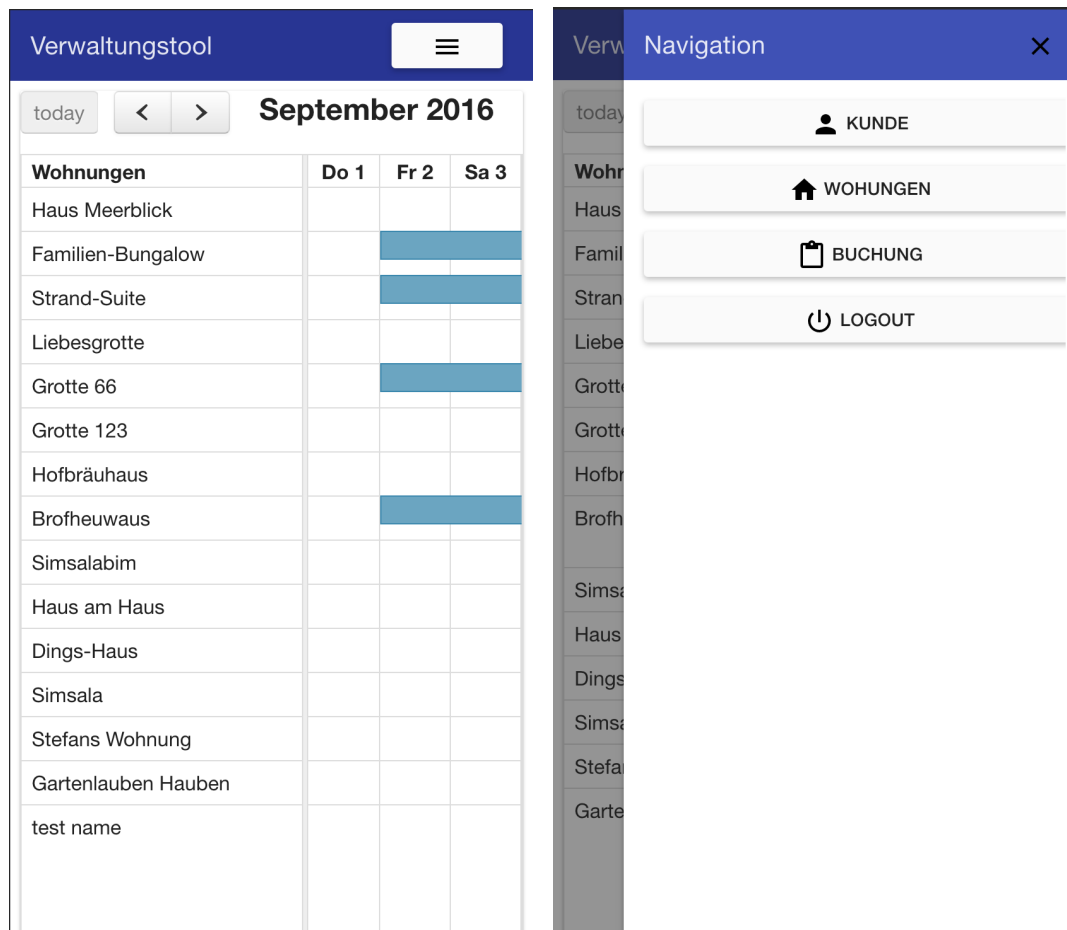 Verwaltungstool
today
September 2016
Wohnungen Do 1 Fr 2 Sa 3
Haus Meerblick
Familien-Bungalow
Strand-Suite
Liebesgrotte
Grotte 66
Grotte 123
Hofbräuhaus
Brofheuwaus
Simsalabim
Haus am Haus
Dings-Haus
Simsala
Stefans Wohnung
Gartenlauben Hauben
test name
Verw
today
Wohn
Haus
Famil
Stran
Liebe
Grotte
Grotte
Hofbr
Brofh
Simsa
Haus
Dings
Simsa
Stefa
Garte
Navigation
KUNDE
WOHUNGEN
BUCHUNG
LOGOUT